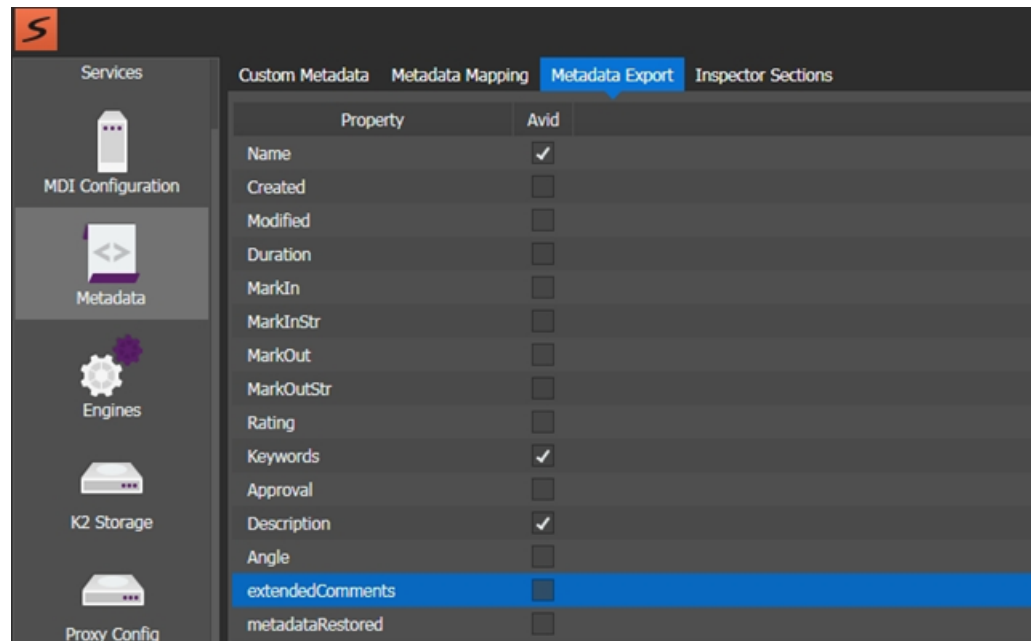 S
Services
MDI Configuration
Metadata
Engines
K2 Storage
Proxy Config
Custom Metadata Metadata Mapping Metadata Export Inspector Sections
Property Avid
Name
Created
Modified
Duration
MarkIn
MarkInStr
MarkOut
MarkOutStr
Rating
Keywords
Approval
Description
Angle
extendedComments
metadataRestored